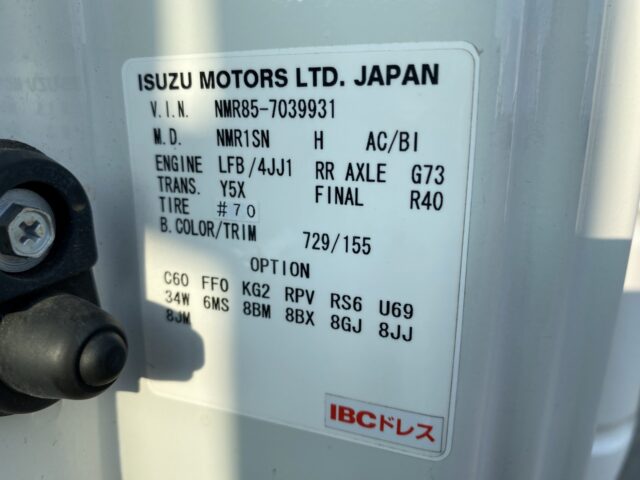 ISUZU MOTORS LTD. JAPAN
V.I.N. NMR85-7039931
M.D. NMR1SN H AC/BI
ENGINE LFB/4JJ1 RR AXLE G73
TRANS. Y5X FINAL R40
TIRE #70
B.COLOR/TRIM 729/155
OPTION
C60 FFO KG2 RPV RS6 U69
34W 6MS 8BM 8BX 8GJ 8JJ
8JM
IBCドレス